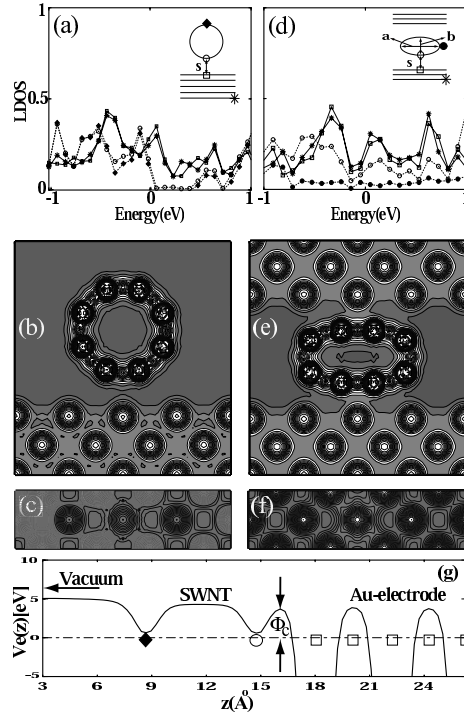 (a)
s
1
0.5
0
LDOS
-1
0
1
Energy(eV)
(d)
a
b
s
-1
0
1
Energy(eV)
(b)
(e)
(c)
(f)
(g)
10
5
0
-5
Ve(z)[eV]
Vacuum
SWNT
Au-electrode
Φc
3
6
9
12
15
18
21
24
z(Å)